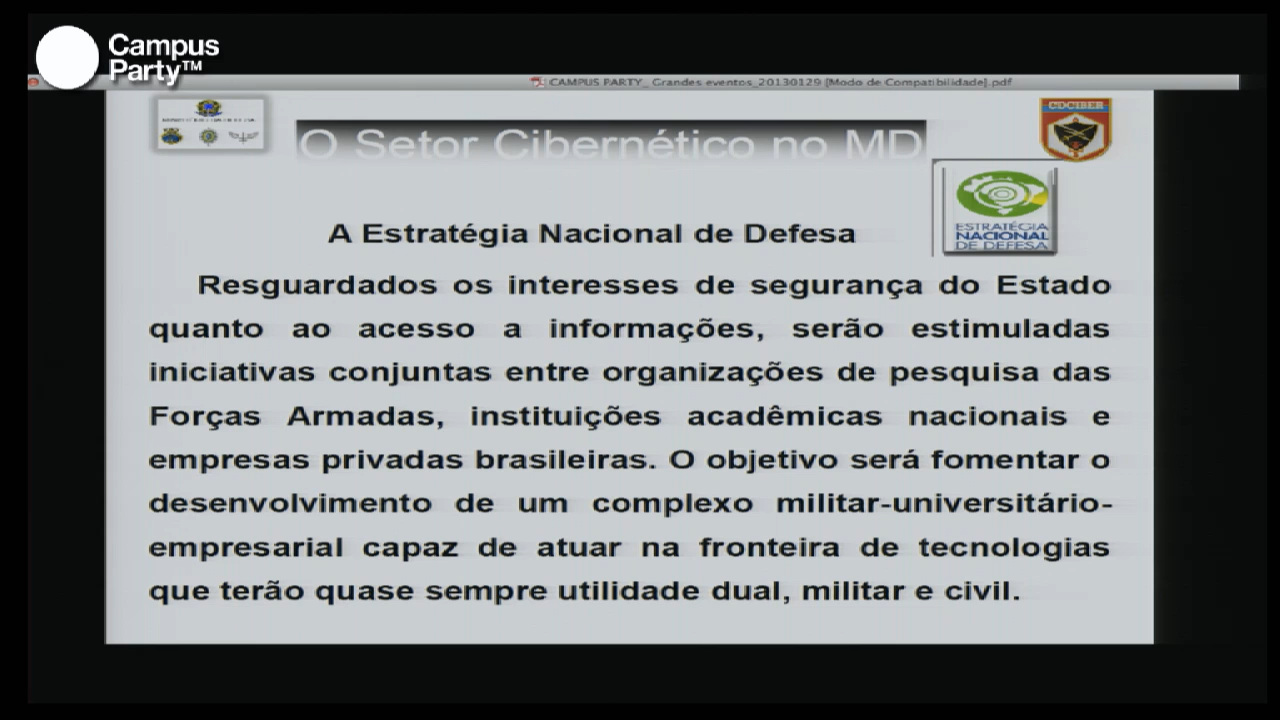 Campus
Party™
CAMPUS PARTY_ Grandes eventos_20130129 [Modo de Compatibilidade].pdf
O Setor Cibernético no MD
ESTRATÉGIA
NACIONAL
DE DEFESA
A Estratégia Nacional de Defesa
Resguardados os interesses de segurança do Estado
quanto ao acesso a informações, serão estimuladas
iniciativas conjuntas entre organizações de pesquisa das
Forças Armadas, instituições acadêmicas nacionais e
empresas privadas brasileiras. O objetivo será fomentar o
desenvolvimento de um complexo militar-universitário-
empresarial capaz de atuar na fronteira de tecnologias
que terão quase sempre utilidade dual, militar e civil.